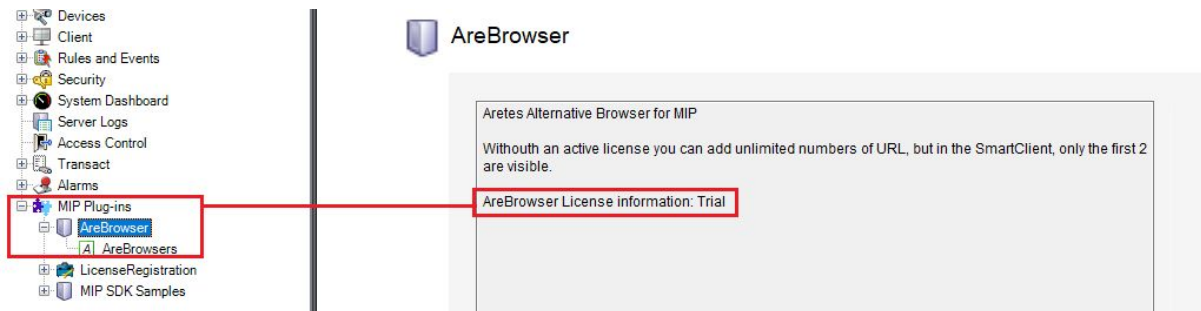 Devices
Client
Rules and Events
Security
System Dashboard
Server Logs
Access Control
Transact
Alarms
MIP Plug-ins
AreBrowser
A AreBrowsers
LicenseRegistration
MIP SDK Samples
AreBrowser
Aretes Alternative Browser for MIP
Withouth an active license you can add unlimited numbers of URL, but in the SmartClient, only the first 2
are visible.
AreBrowser License information: Trial